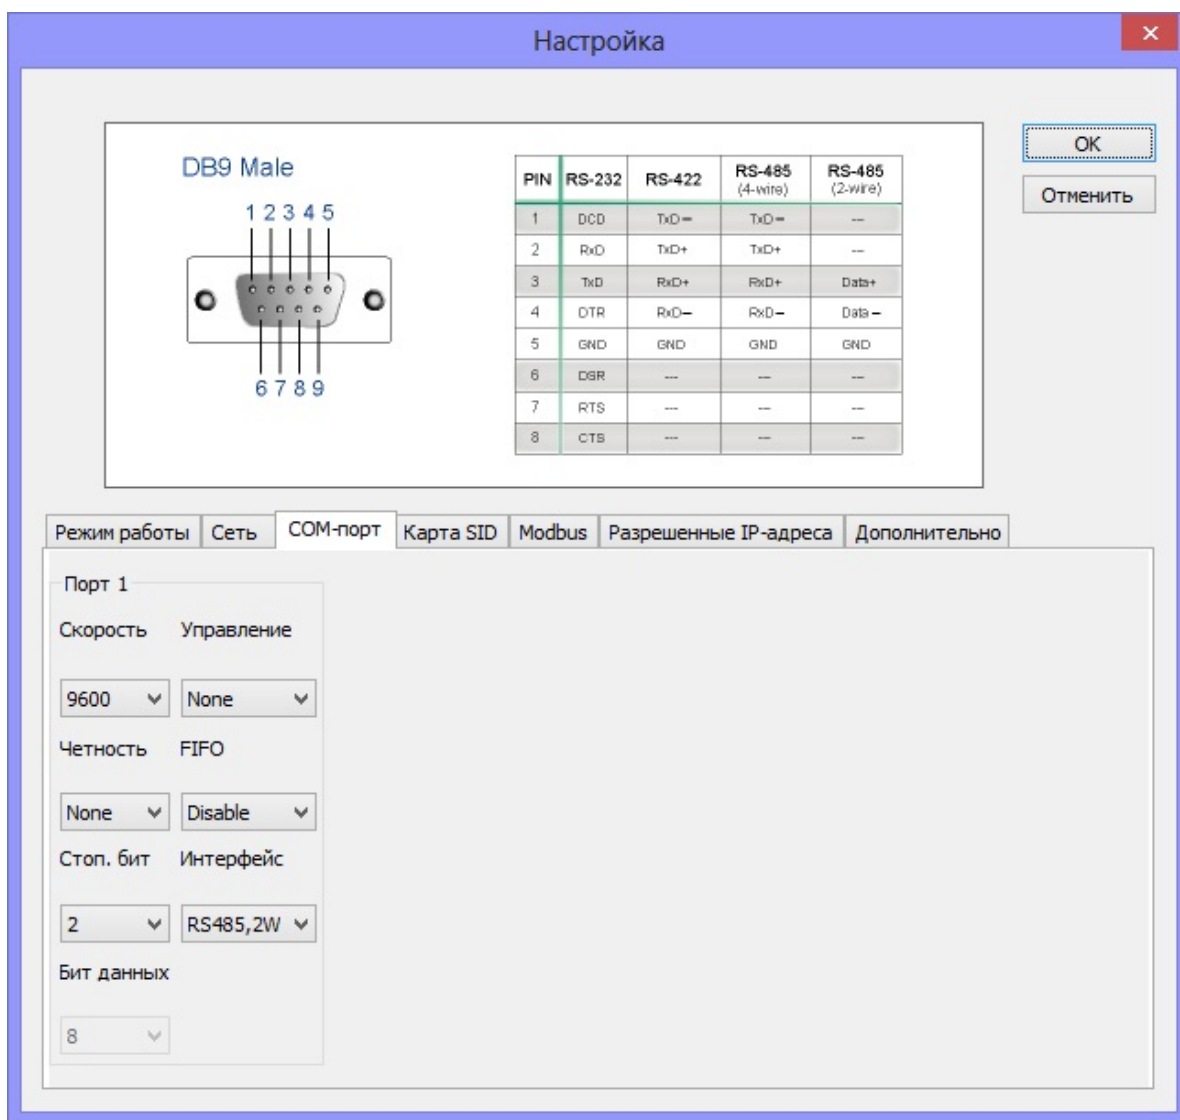 Настройка
DB9 Male
1 2 3 4 5
6 7 8 9
PIN RS-232 RS-422 RS-485 (4-wire) RS-485 (2-wire)
1 DCD TxD− TxD− ---
2 RxD TxD+ TxD+ ---
3 TxD RxD+ RxD+ Data+
4 DTR RxD− RxD− Data−
5 GND GND GND GND
6 DSR --- --- ---
7 RTS --- --- ---
8 CTS --- --- ---
OK
Отменить
Режим работы Сеть COM-порт Карта SID Modbus Разрешенные IP-адреса Дополнительно
Порт 1
Скорость Управление
9600 None
Четность FIFO
None Disable
Стоп. бит Интерфейс
2 RS485,2W
Бит данных
8